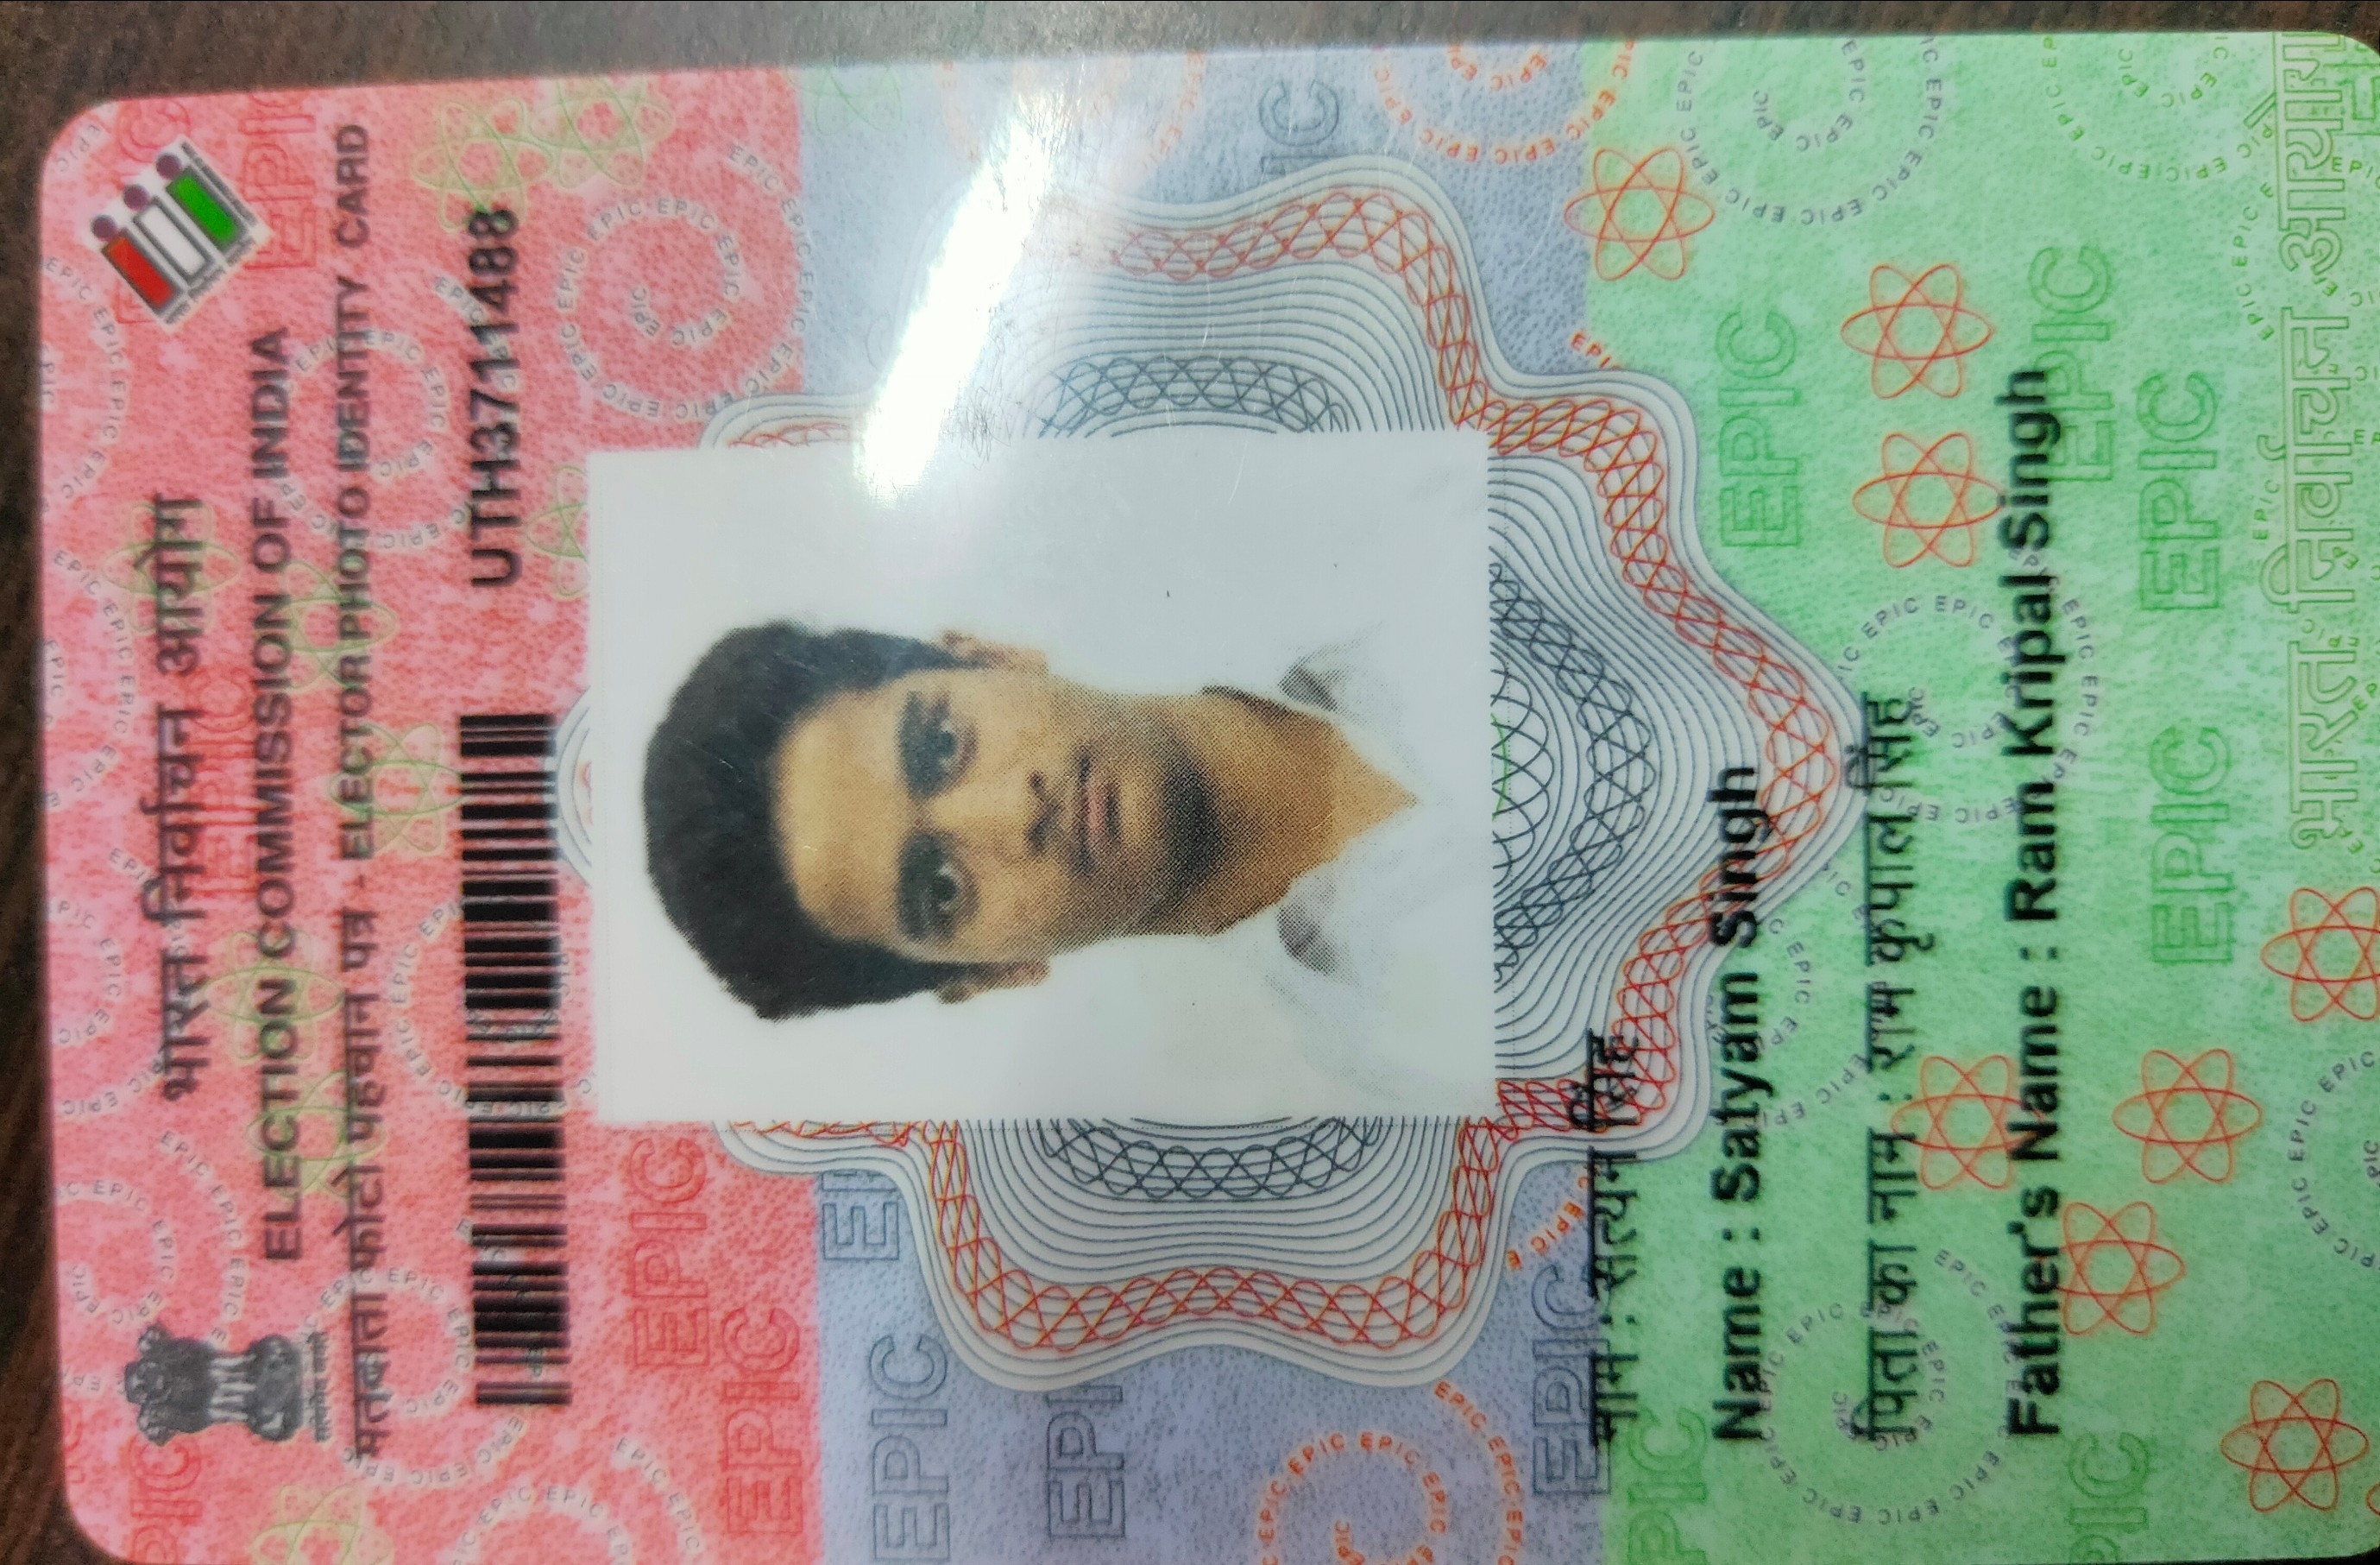 भारत निर्वाचन आयोग
ELECTION COMMISSION OF INDIA
मतदाता फोटो पहचान पत्र - ELECTOR PHOTO IDENTITY CARD
UTH3711488
नाम : सत्यम सिंह
Name : Satyam Singh
पिता का नाम : राम कृपाल सिंह
Father's Name : Ram Kripal Singh
भारत निर्वाचन आयोग
EPIC